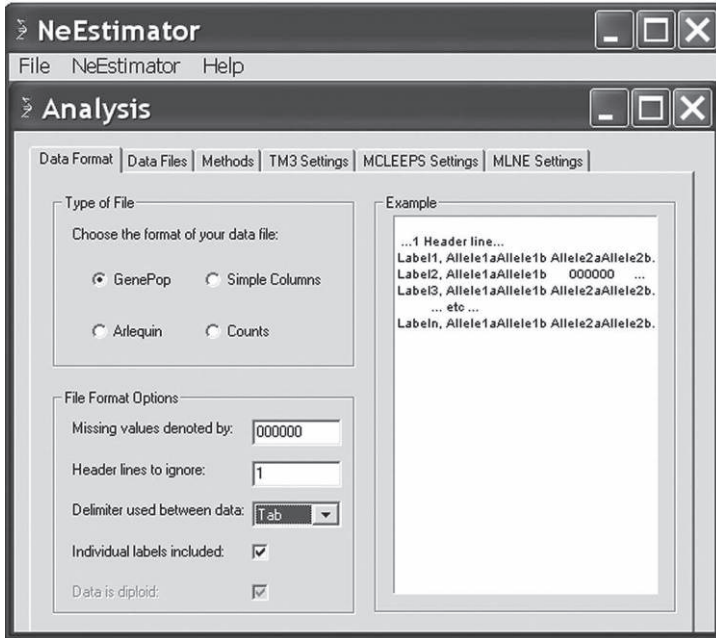 NeEstimator
File NeEstimator Help
Analysis
Data Format Data Files Methods TM3 Settings MCLEEPS Settings MLNE Settings
Type of File
Choose the format of your data file:
GenePop Simple Columns
Arlequin Counts
File Format Options
Missing values denoted by: 000000
Header lines to ignore: 1
Delimiter used between data: Tab
Individual labels included:
Data is diploid:
Example
...1 Header line...
Label1, Allele1aAllele1b Allele2aAllele2b.
Label2, Allele1aAllele1b 000000 ...
Label3, Allele1aAllele1b Allele2aAllele2b.
... etc ...
Labeln, Allele1aAllele1b Allele2aAllele2b.